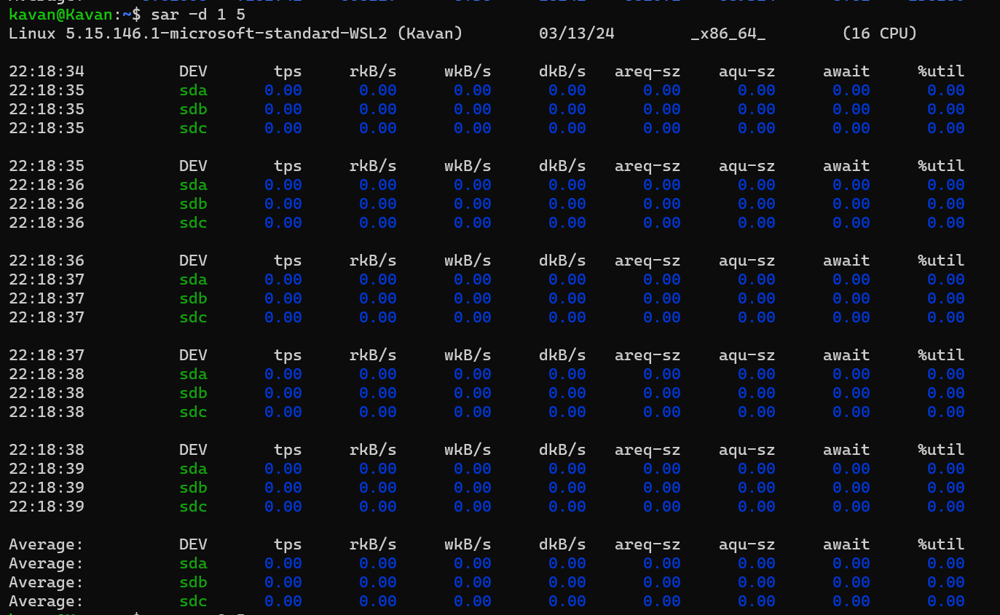 kavan@Kavan:~$ sar -d 1 5
Linux 5.15.146.1-microsoft-standard-WSL2 (Kavan) 03/13/24 _x86_64_ (16 CPU)
22:18:34 DEV tps rkB/s wkB/s dkB/s areq-sz aqu-sz await %util
22:18:35 sda 0.00 0.00 0.00 0.00 0.00 0.00 0.00 0.00
22:18:35 sdb 0.00 0.00 0.00 0.00 0.00 0.00 0.00 0.00
22:18:35 sdc 0.00 0.00 0.00 0.00 0.00 0.00 0.00 0.00
22:18:35 DEV tps rkB/s wkB/s dkB/s areq-sz aqu-sz await %util
22:18:36 sda 0.00 0.00 0.00 0.00 0.00 0.00 0.00 0.00
22:18:36 sdb 0.00 0.00 0.00 0.00 0.00 0.00 0.00 0.00
22:18:36 sdc 0.00 0.00 0.00 0.00 0.00 0.00 0.00 0.00
22:18:36 DEV tps rkB/s wkB/s dkB/s areq-sz aqu-sz await %util
22:18:37 sda 0.00 0.00 0.00 0.00 0.00 0.00 0.00 0.00
22:18:37 sdb 0.00 0.00 0.00 0.00 0.00 0.00 0.00 0.00
22:18:37 sdc 0.00 0.00 0.00 0.00 0.00 0.00 0.00 0.00
22:18:37 DEV tps rkB/s wkB/s dkB/s areq-sz aqu-sz await %util
22:18:38 sda 0.00 0.00 0.00 0.00 0.00 0.00 0.00 0.00
22:18:38 sdb 0.00 0.00 0.00 0.00 0.00 0.00 0.00 0.00
22:18:38 sdc 0.00 0.00 0.00 0.00 0.00 0.00 0.00 0.00
22:18:38 DEV tps rkB/s wkB/s dkB/s areq-sz aqu-sz await %util
22:18:39 sda 0.00 0.00 0.00 0.00 0.00 0.00 0.00 0.00
22:18:39 sdb 0.00 0.00 0.00 0.00 0.00 0.00 0.00 0.00
22:18:39 sdc 0.00 0.00 0.00 0.00 0.00 0.00 0.00 0.00
Average: DEV tps rkB/s wkB/s dkB/s areq-sz aqu-sz await %util
Average: sda 0.00 0.00 0.00 0.00 0.00 0.00 0.00 0.00
Average: sdb 0.00 0.00 0.00 0.00 0.00 0.00 0.00 0.00
Average: sdc 0.00 0.00 0.00 0.00 0.00 0.00 0.00 0.00